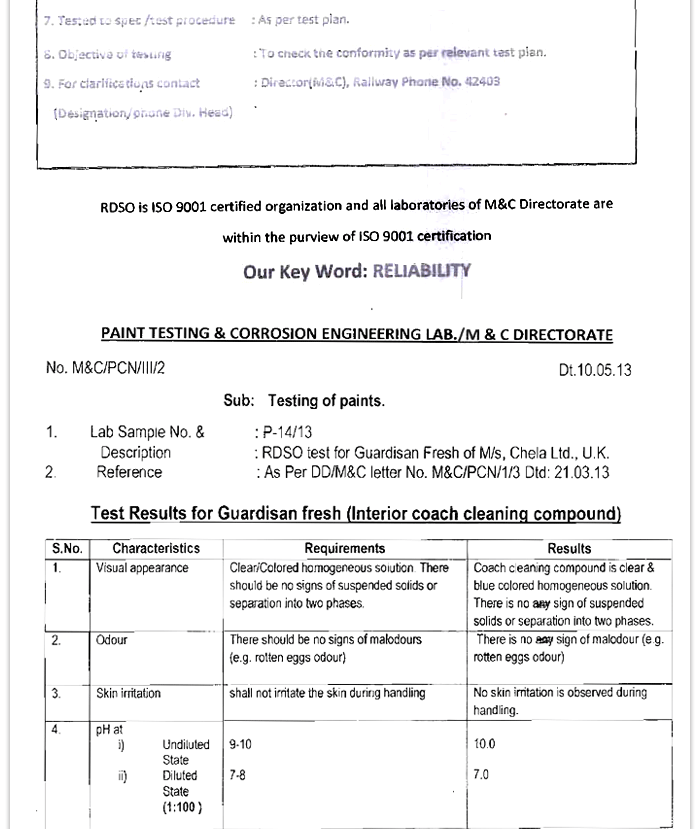 7. Tested to spec/test procedure : As per test plan.
8. Objective of testing : To check the conformity as per relevant test plan.
9. For clarifications contact : Director(M&C), Railway Phone No. 42403
(Designation/phone Div. Head)
RDSO is ISO 9001 certified organization and all laboratories of M&C Directorate are
within the purview of ISO 9001 certification
Our Key Word: RELIABILITY
PAINT TESTING & CORROSION ENGINEERING LAB./M & C DIRECTORATE
No. M&C/PCN/III/2 Dt.10.05.13
Sub: Testing of paints.
1. Lab Sample No. & : P-14/13
Description : RDSO test for Guardisan Fresh of M/s, Chela Ltd., U.K.
2. Reference : As Per DD/M&C letter No. M&C/PCN/1/3 Dtd: 21.03.13
Test Results for Guardisan fresh (Interior coach cleaning compound)
S.No. Characteristics Requirements Results
1. Visual appearance Clear/Colored homogeneous solution. There Coach cleaning compound is clear &
should be no signs of suspended solids or blue colored homogeneous solution.
separation into two phases. There is no any sign of suspended
solids or separation into two phases.
2. Odour There should be no signs of malodours There is no any sign of malodour (e.g.
(e.g. rotten eggs odour) rotten eggs odour)
3. Skin irritation shall not irritate the skin during handling No skin irritation is observed during
handling.
4. pH at
i) Undiluted 9-10 10.0
State
ii) Diluted 7-8 7.0
State
(1:100 )